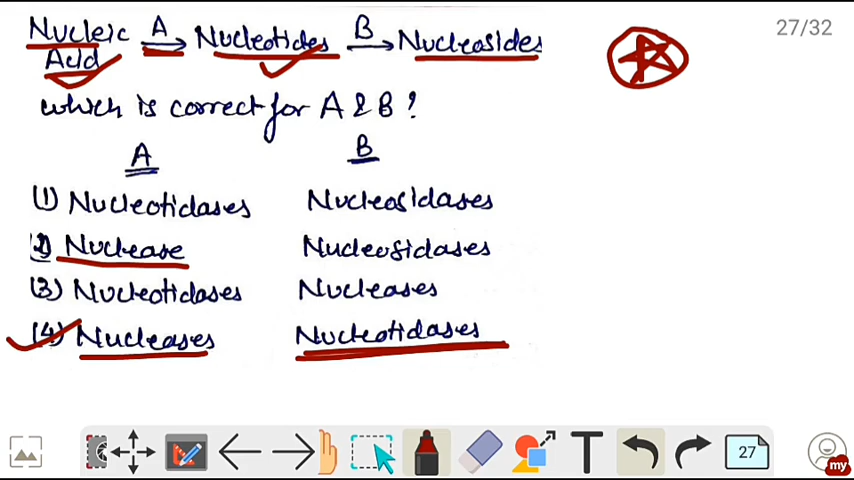 27/32
Nucleic Acid A→ Nucleotides B→ Nucleosides
which is correct for A & B?
A B
(1) Nucleotidases Nucleosidases
(2) Nuclease Nucleosidases
(3) Nucleotidases Nucleases
(4) Nucleases Nucleotidases
T 27 my